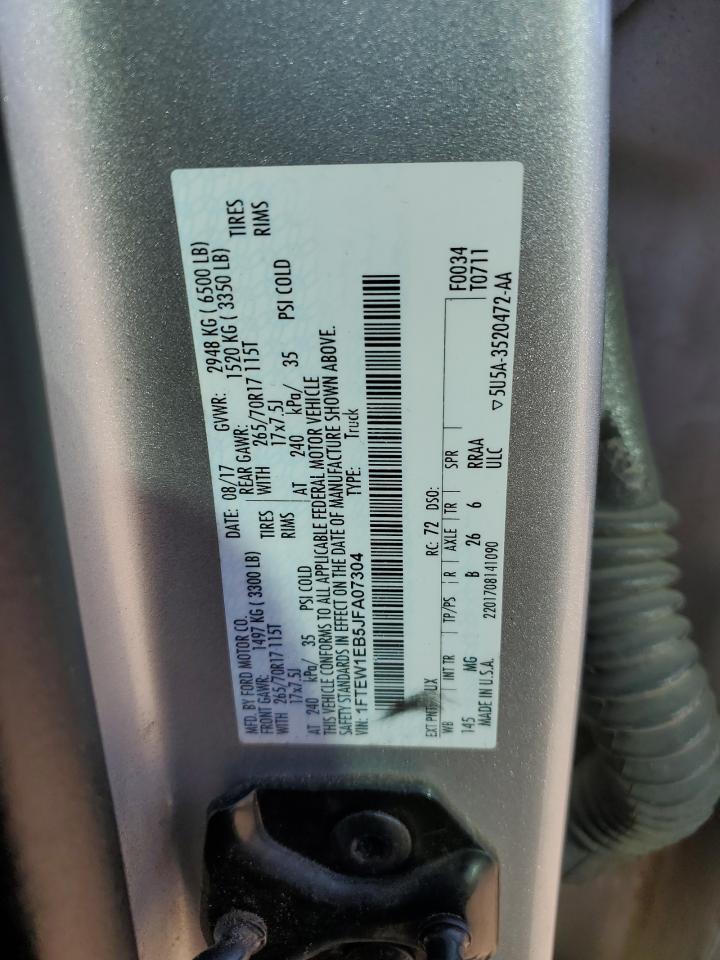 MFD. BY FORD MOTOR CO.
DATE: 08/17 GVWR: 2948 KG ( 6500 LB)
FRONT GAWR: 1497 KG ( 3300 LB)
REAR GAWR: 1520 KG ( 3350 LB)
WITH 265/70R17 115T TIRES
WITH 265/70R17 115T TIRES
17x7.5J RIMS
17x7.5J RIMS
AT 240 kPa/ 35 PSI COLD
AT 240 kPa/ 35 PSI COLD
THIS VEHICLE CONFORMS TO ALL APPLICABLE FEDERAL MOTOR VEHICLE
SAFETY STANDARDS IN EFFECT ON THE DATE OF MANUFACTURE SHOWN ABOVE.
VIN: 1FTEW1EB5JFA07304 TYPE: Truck
F0034
T0711
EXT PNT: UX RC: 72 DSO:
WB INT TR TP/PS R AXLE TR SPR
145 MG B 26 6 RRAA
ULC
MADE IN U.S.A. 2201708141090
▽5U5A-3520472-AA